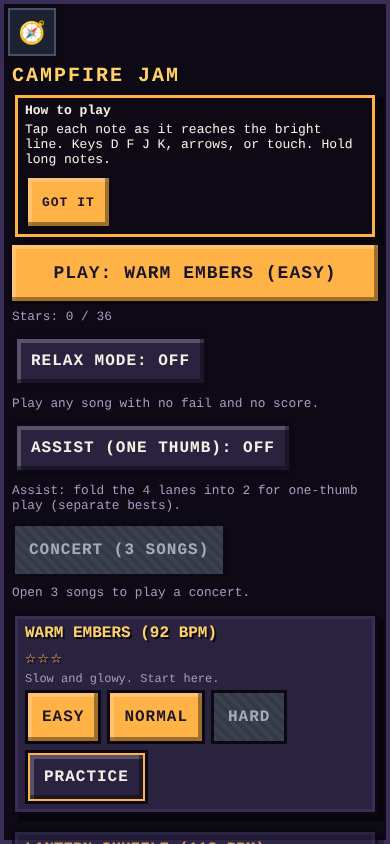 CAMPFIRE JAM
How to play
Tap each note as it reaches the bright
line. Keys D F J K, arrows, or touch. Hold
long notes.
GOT IT
PLAY: WARM EMBERS (EASY)
Stars: 0 / 36
RELAX MODE: OFF
Play any song with no fail and no score.
ASSIST (ONE THUMB): OFF
Assist: fold the 4 lanes into 2 for one-thumb
play (separate bests).
CONCERT (3 SONGS)
Open 3 songs to play a concert.
WARM EMBERS (92 BPM)
☆☆☆
Slow and glowy. Start here.
EASY NORMAL HARD
PRACTICE